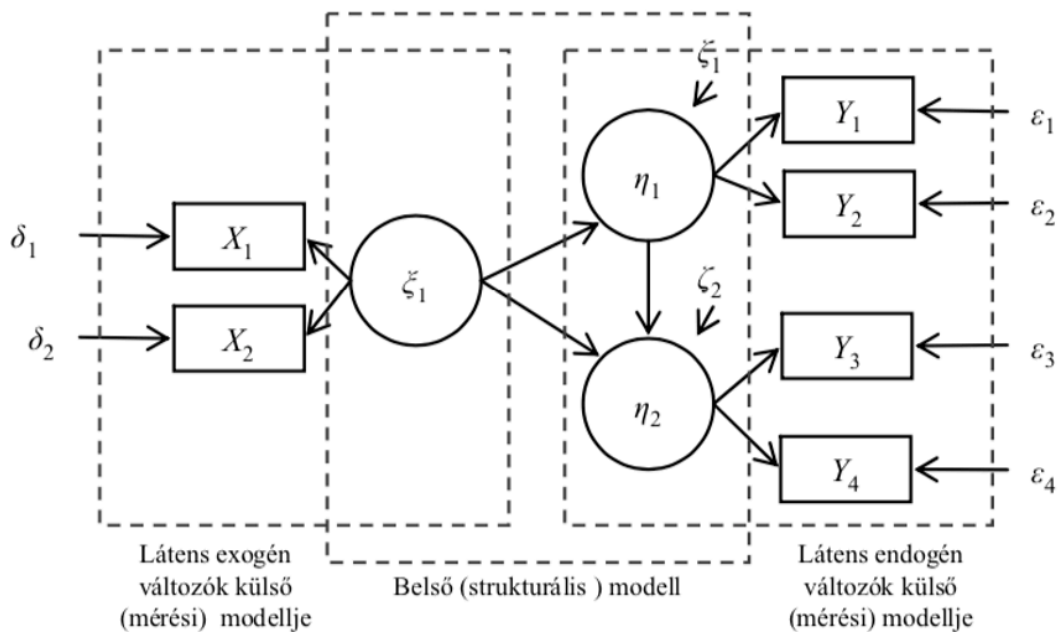 ζ1
Y1
ε1
η1
Y2
ε2
δ1
X1
ξ1
ζ2
δ2
X2
Y3
ε3
η2
Y4
ε4
Látens exogén
változók külső
(mérési) modellje
Belső (strukturális ) modell
Látens endogén
változók külső
(mérési) modellje